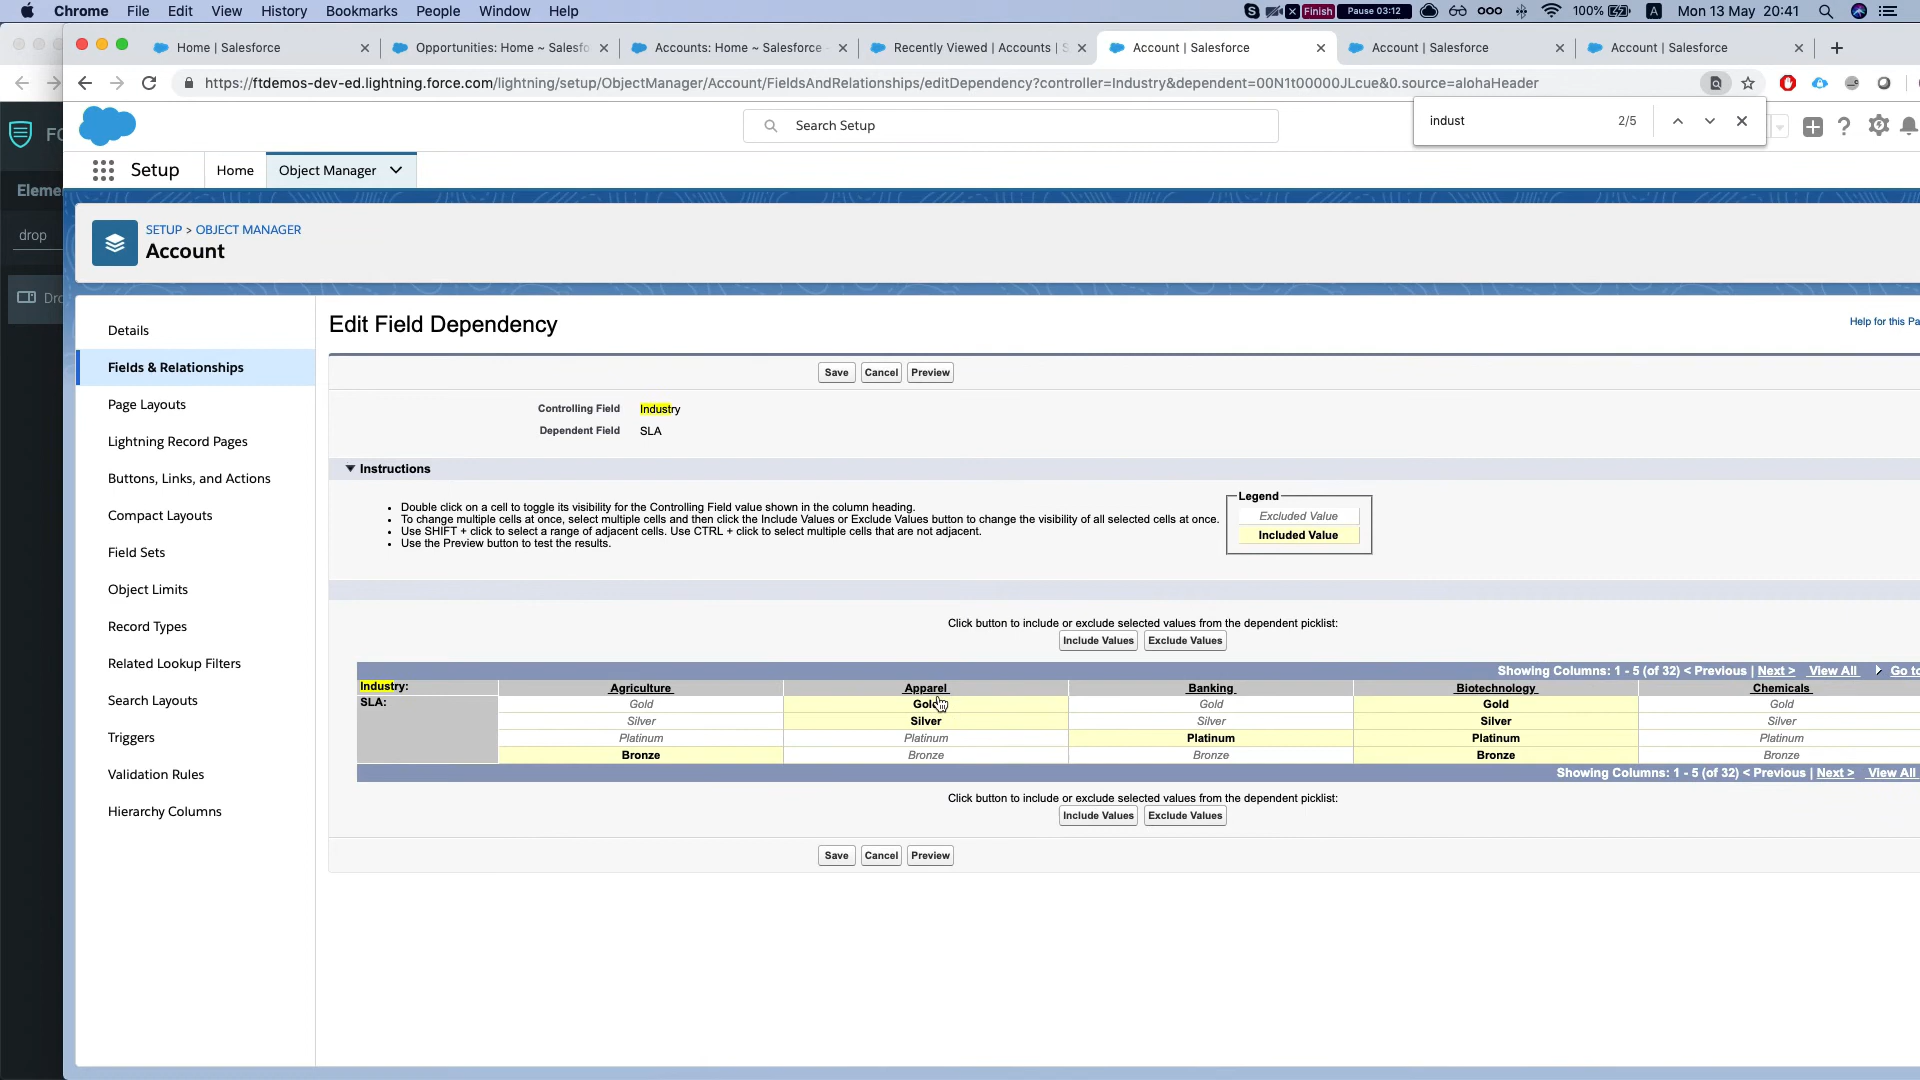 Chrome File Edit View History Bookmarks People Window Help
Finish Pause 03:12 100% A Mon 13 May 20:41
Home | Salesforce
Opportunities: Home ~ Salesfo
Accounts: Home ~ Salesforce
Recently Viewed | Accounts | S
Account | Salesforce
Account | Salesforce
Account | Salesforce
https://ftdemos-dev-ed.lightning.force.com/lightning/setup/ObjectManager/Account/FieldsAndRelationships/editDependency?controller=Industry&dependent=00N1t00000JLcue&0.source=alohaHeader
indust 2/5
Search Setup
FO
Setup Home Object Manager
Eleme
drop
Dro
SETUP > OBJECT MANAGER
Account
Details
Fields & Relationships
Page Layouts
Lightning Record Pages
Buttons, Links, and Actions
Compact Layouts
Field Sets
Object Limits
Record Types
Related Lookup Filters
Search Layouts
Triggers
Validation Rules
Hierarchy Columns
Edit Field Dependency
Help for this Pa
Save Cancel Preview
Controlling Field Industry
Dependent Field SLA
Instructions
• Double click on a cell to toggle its visibility for the Controlling Field value shown in the column heading.
• To change multiple cells at once, select multiple cells and then click the Include Values or Exclude Values button to change the visibility of all selected cells at once.
• Use SHIFT + click to select a range of adjacent cells. Use CTRL + click to select multiple cells that are not adjacent.
• Use the Preview button to test the results.
Legend
Excluded Value
Included Value
Click button to include or exclude selected values from the dependent picklist:
Include Values Exclude Values
Showing Columns: 1 - 5 (of 32) < Previous | Next > View All Go to
Industry: Agriculture Apparel Banking Biotechnology Chemicals
SLA: Gold Gold Gold Gold Gold
Silver Silver Silver Silver Silver
Platinum Platinum Platinum Platinum Platinum
Bronze Bronze Bronze Bronze Bronze
Showing Columns: 1 - 5 (of 32) < Previous | Next > View All
Click button to include or exclude selected values from the dependent picklist:
Include Values Exclude Values
Save Cancel Preview